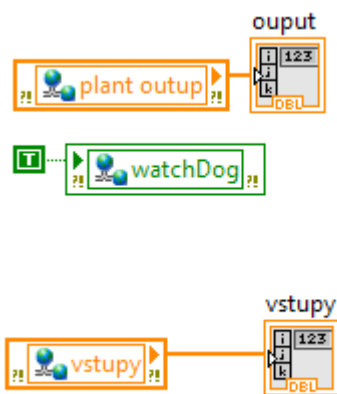 ouput
i 123
j
k
DBL
plant outup
?! ?!
T
watchDog
?! ?!
vstupy
i 123
j
k
DBL
vstupy
?! ?!